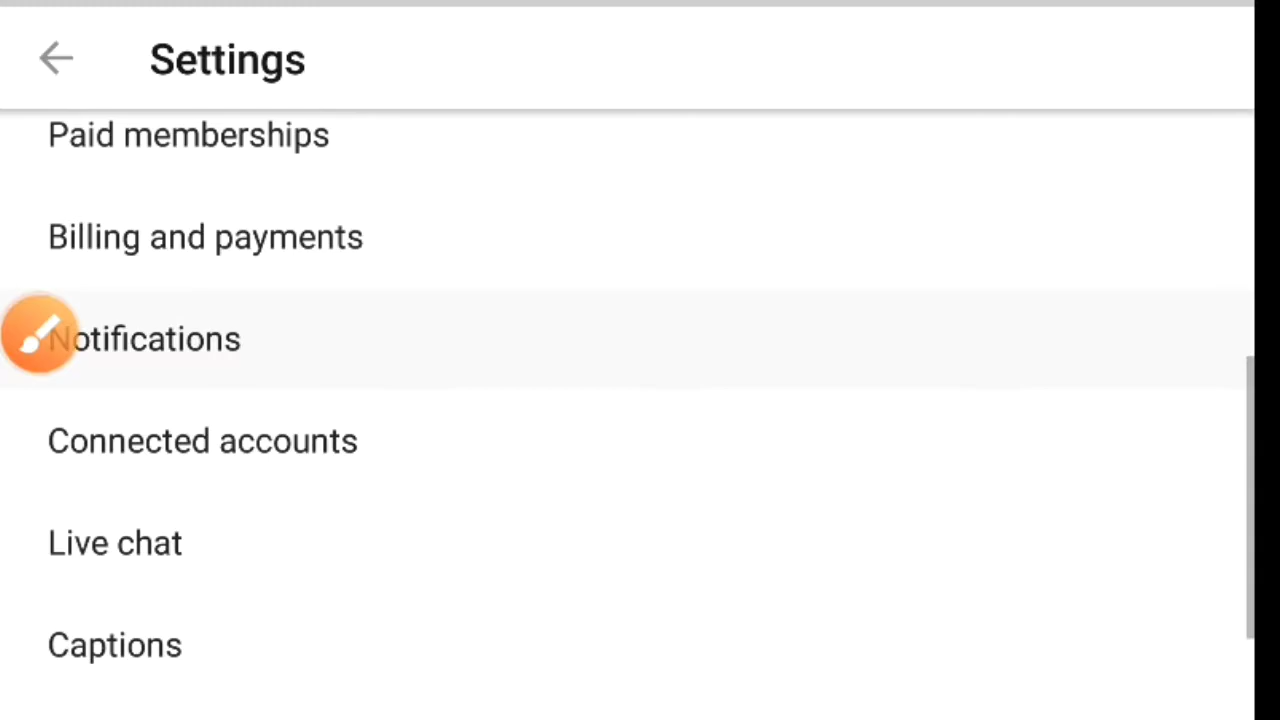 Settings
Paid memberships
Billing and payments
Notifications
Connected accounts
Live chat
Captions